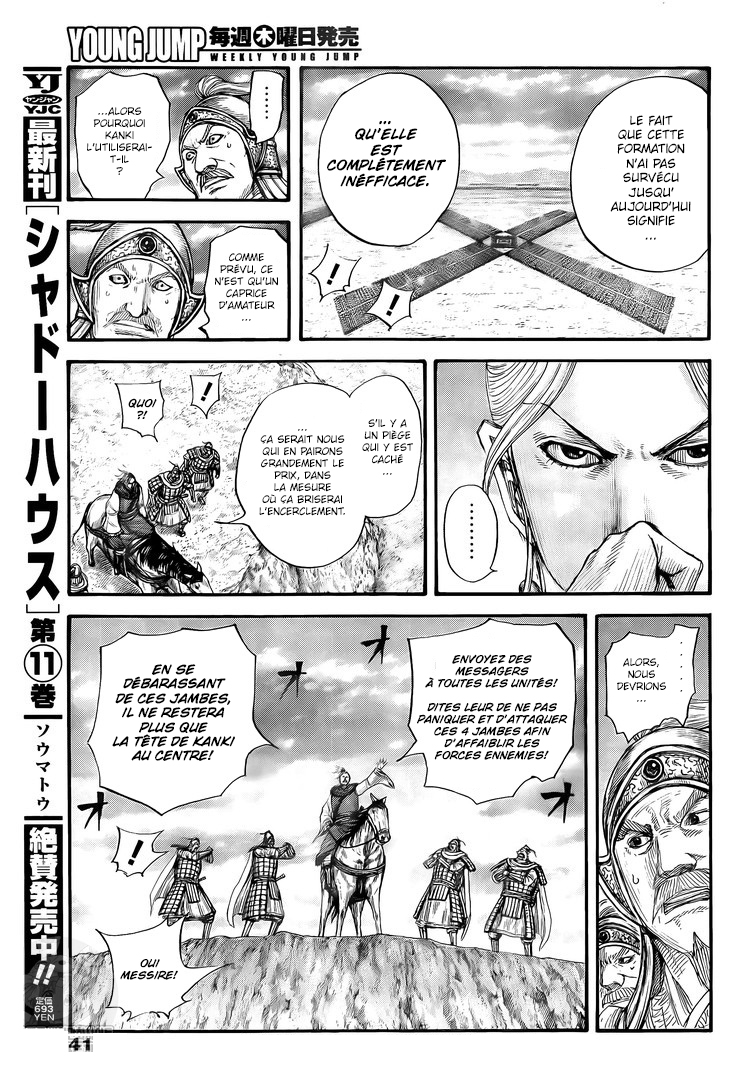 YOUNG JUMP 毎週木曜日発売
WEEKLY YOUNG JUMP
LE FAIT
QUE CETTE
FORMATION
N'AI PAS
SURVÉCU
JUSQU'
AUJOURD'HUI
SIGNIFIE
...
...
QU'ELLE
EST
COMPLÈTEMENT
INÉFFICACE.
!
!
......
...ALORS
POURQUOI
KANKI
L'UTILISERAI-
T-IL
?
COMME
PRÉVU, CE
N'EST QU'UN
CAPRICE
D'AMATEUR
...
......
S'IL Y A
UN PIÈGE
QUI Y EST
CACHÉ
...
...
ÇA SERAIT NOUS
QUI EN PAIRONS
GRANDEMENT LE
PRIX, DANS
LA MESURE
OÙ ÇA BRISERAI
L'ENCERCLEMENT.
!
QUOI
?!
...
ALORS,
NOUS
DEVRIONS
...
ENVOYEZ DES
MESSAGERS
À TOUTES LES UNITÉS!
DITES LEUR DE NE PAS
PANIQUER ET D'ATTAQUER
CES 4 JAMBES AFIN
D'AFFAIBLIR LES
FORCES ENNEMIES!
EN SE
DÉBARASSANT
DE CES JAMBES,
IL NE RESTERA
PLUS QUE
LA TÊTE DE KANKI
AU CENTRE!
!
OUI
MESSIRE!
YJ
ヤンジャン
YJC
最新刊
[シャドーハウス]
第⑪巻
ソウマトウ
絶賛発売中!!
定価
693
YEN
41